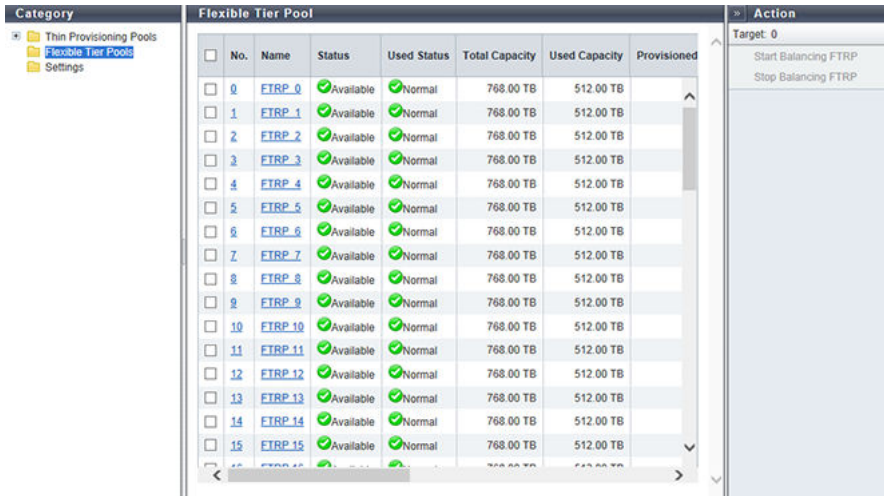 Category
Thin Provisioning Pools
Flexible Tier Pools
Settings
Flexible Tier Pool
No. Name Status Used Status Total Capacity Used Capacity Provisioned
0 FTRP_0 Available Normal 768.00 TB 512.00 TB
1 FTRP_1 Available Normal 768.00 TB 512.00 TB
2 FTRP_2 Available Normal 768.00 TB 512.00 TB
3 FTRP_3 Available Normal 768.00 TB 512.00 TB
4 FTRP_4 Available Normal 768.00 TB 512.00 TB
5 FTRP_5 Available Normal 768.00 TB 512.00 TB
6 FTRP_6 Available Normal 768.00 TB 512.00 TB
7 FTRP_7 Available Normal 768.00 TB 512.00 TB
8 FTRP_8 Available Normal 768.00 TB 512.00 TB
9 FTRP_9 Available Normal 768.00 TB 512.00 TB
10 FTRP_10 Available Normal 768.00 TB 512.00 TB
11 FTRP_11 Available Normal 768.00 TB 512.00 TB
12 FTRP_12 Available Normal 768.00 TB 512.00 TB
13 FTRP_13 Available Normal 768.00 TB 512.00 TB
14 FTRP_14 Available Normal 768.00 TB 512.00 TB
15 FTRP_15 Available Normal 768.00 TB 512.00 TB
» Action
Target: 0
Start Balancing FTRP
Stop Balancing FTRP